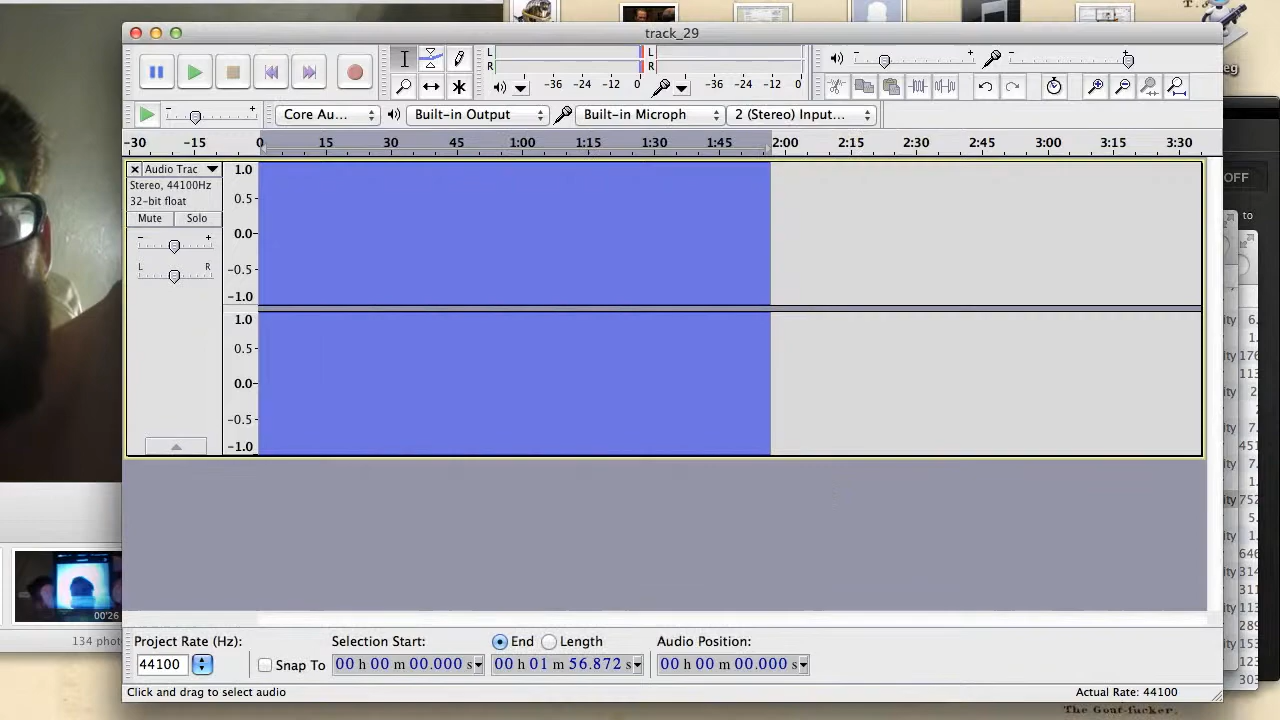 track_29
L
R
-36 -24 -12 0
L
R
-36 -24 -12 0
Core Au... Built-in Output Built-in Microph 2 (Stereo) Input...
-30 -15 0 15 30 45 1:00 1:15 1:30 1:45 2:00 2:15 2:30 2:45 3:00 3:15 3:30
Audio Trac
Stereo, 44100Hz
32-bit float
Mute Solo
- +
L R
1.0
0.5
0.0
-0.5
-1.0
1.0
0.5
0.0
-0.5
-1.0
Project Rate (Hz): Selection Start: End Length Audio Position:
44100 Snap To 00 h 00 m 00.000 s 00 h 01 m 56.872 s 00 h 00 m 00.000 s
Click and drag to select audio Actual Rate: 44100
00'26
134 phot
OFF
to
The Goat-fucker.